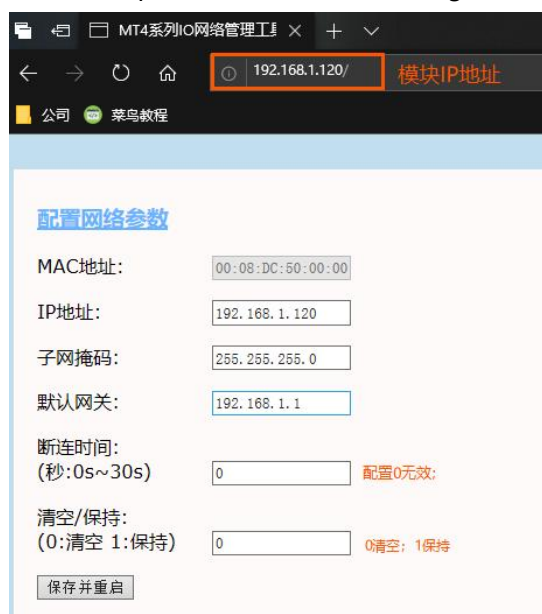 MT4系列IO网络管理工具
192.168.1.120/ 模块IP地址
公司 菜鸟教程
配置网络参数
MAC地址: 00:08:DC:50:00:00
IP地址: 192.168.1.120
子网掩码: 255.255.255.0
默认网关: 192.168.1.1
断连时间:
(秒:0s~30s) 0 配置0无效;
清空/保持:
(0:清空 1:保持) 0 0清空；1保持
保存并重启